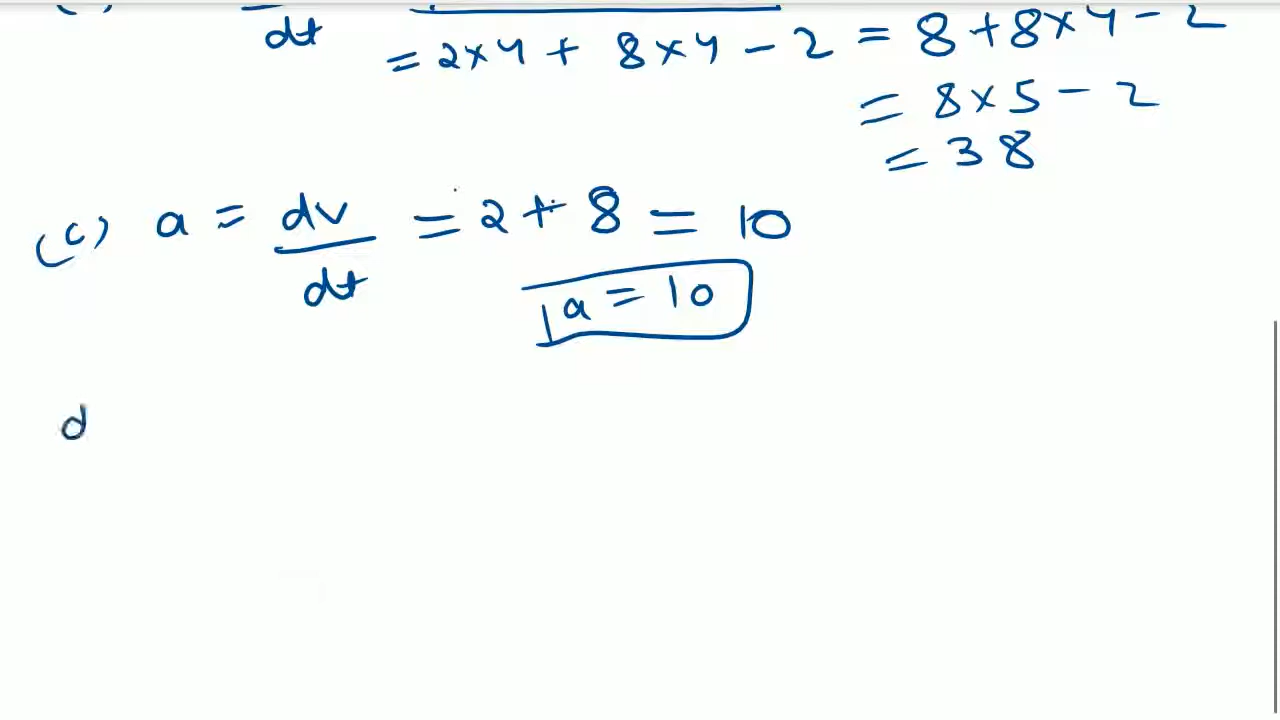 dt
= 2×4 + 8×4 - 2 = 8+8×4-2
= 8×5-2
= 38
(c) a = dv/dt = 2+8 = 10
a = 10
d